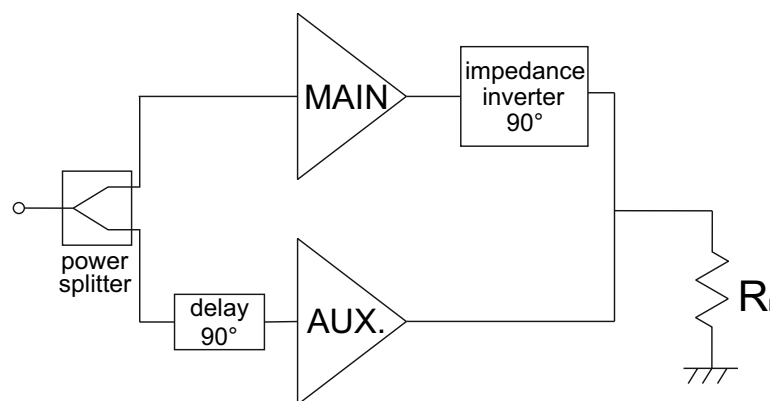 MAIN
impedance
inverter
90°
power
splitter
delay
90°
AUX.
R